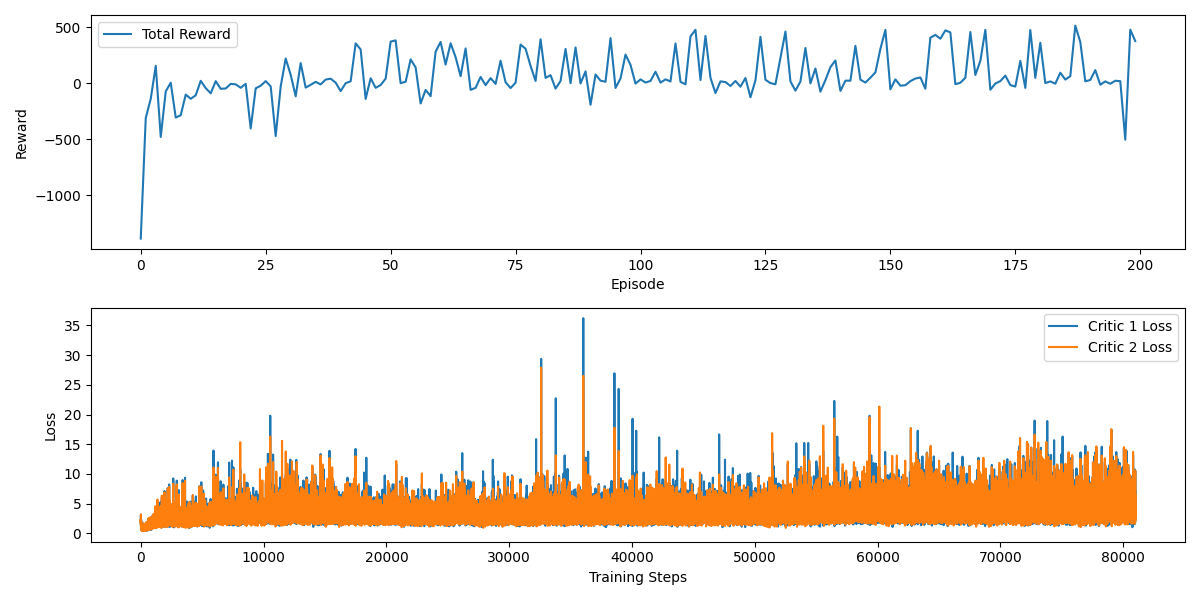 Total Reward
500
0
−500
−1000
Reward
0 25 50 75 100 125 150 175 200
Episode
Critic 1 Loss
Critic 2 Loss
35
30
25
20
15
10
5
0
Loss
0 10000 20000 30000 40000 50000 60000 70000 80000
Training Steps